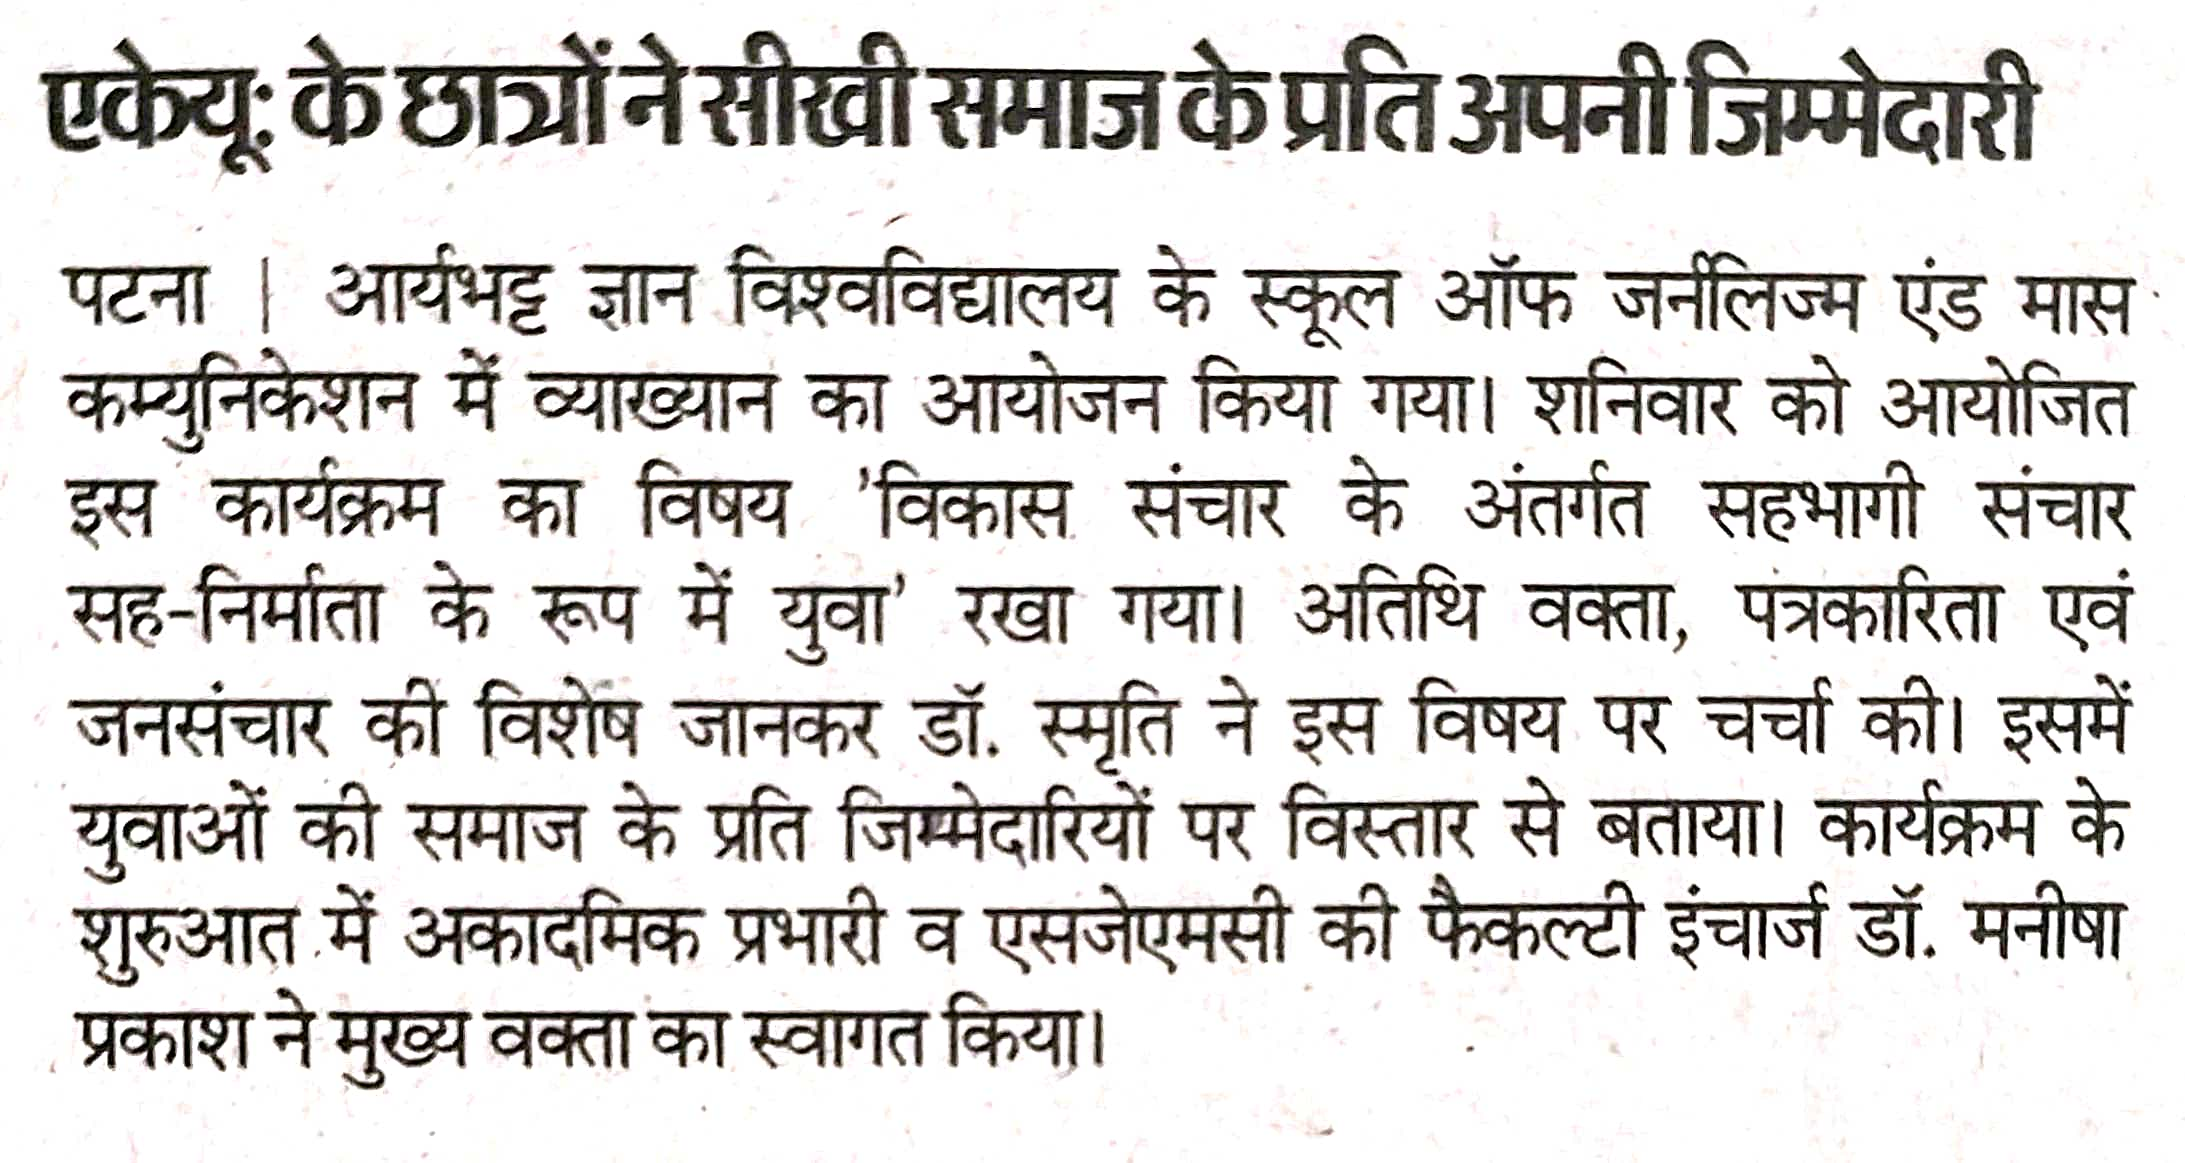 एकेयू: के छात्रों ने सीखी समाज के प्रति अपनी जिम्मेदारी
पटना | आर्यभट्ट ज्ञान विश्वविद्यालय के स्कूल ऑफ जर्नलिज्म एंड मास
कम्युनिकेशन में व्याख्यान का आयोजन किया गया। शनिवार को आयोजित
इस कार्यक्रम का विषय 'विकास संचार के अंतर्गत सहभागी संचार
सह-निर्माता के रूप में युवा' रखा गया। अतिथि वक्ता, पत्रकारिता एवं
जनसंचार की विशेष जानकर डॉ. स्मृति ने इस विषय पर चर्चा की। इसमें
युवाओं की समाज के प्रति जिम्मेदारियों पर विस्तार से बताया। कार्यक्रम के
शुरुआत में अकादमिक प्रभारी व एसजेएमसी की फैकल्टी इंचार्ज डॉ. मनीषा
प्रकाश ने मुख्य वक्ता का स्वागत किया।